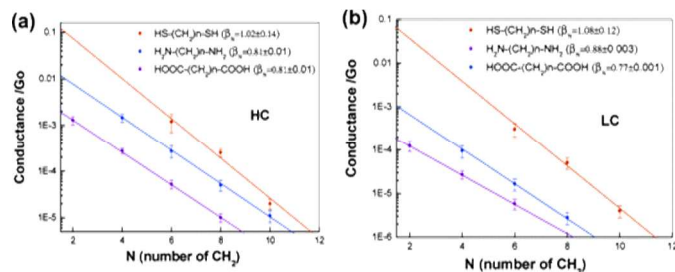 (a)
HS-(CH2)n-SH (βN=1.02±0.14)
H2N-(CH2)n-NH2 (βN=0.81±0.01)
HOOC-(CH2)n-COOH (βN=0.81±0.01)
HC
Conductance /Go
0.1
0.01
1E-3
1E-4
1E-5
2 4 6 8 10 12
N (number of CH2)
(b)
HS-(CH2)n-SH (βN=1.08±0.12)
H2N-(CH2)n-NH2 (βN=0.88±0 003)
HOOC-(CH2)n-COOH (βN=0.77±0.001)
LC
Conductance /Go
0.1
0.01
1E-3
1E-4
1E-5
1E-6
2 4 6 8 10 12
N (number of CH2)